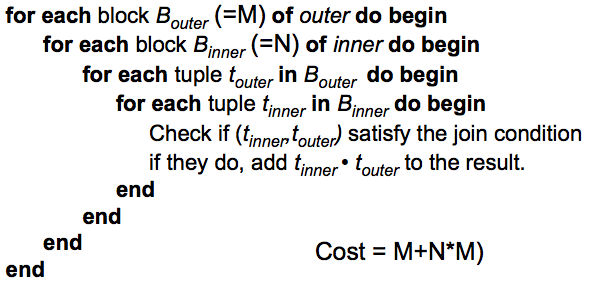 for each block Bouter (=M) of outer do begin
for each block Binner (=N) of inner do begin
for each tuple touter in Bouter do begin
for each tuple tinner in Binner do begin
Check if (tinner,touter) satisfy the join condition
if they do, add tinner • touter to the result.
end
end
end
Cost = M+N*M)
end